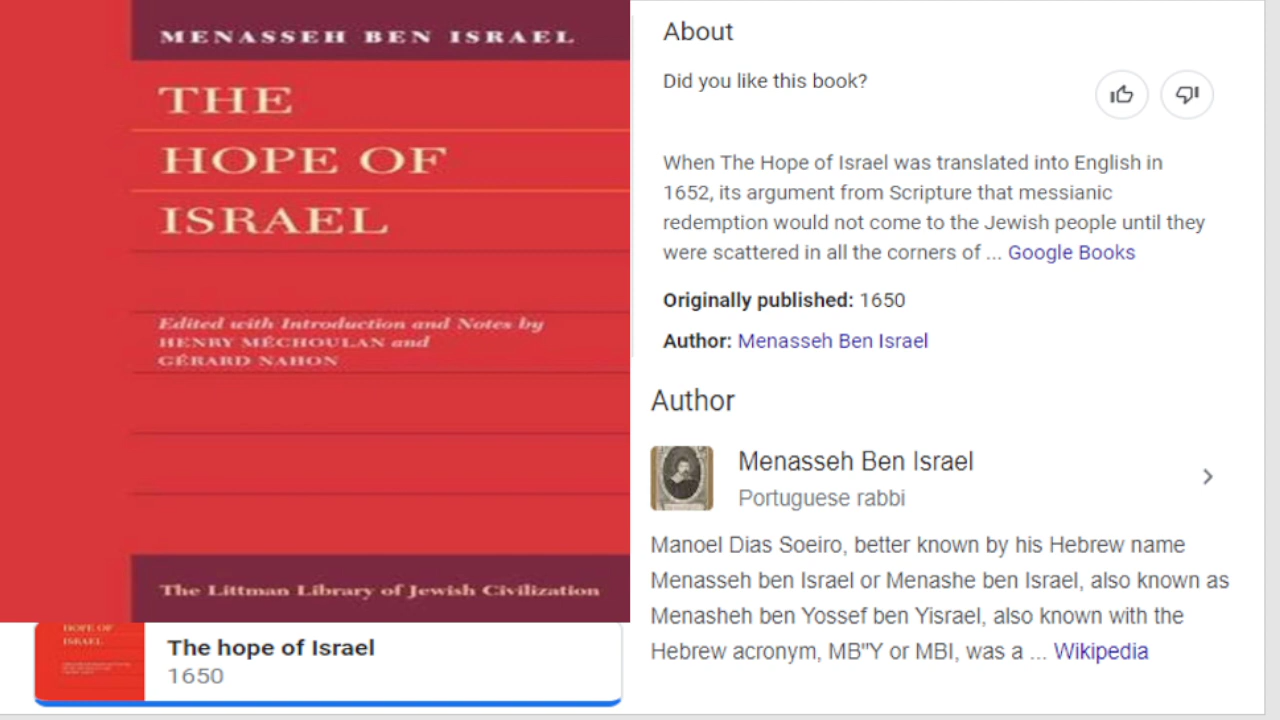 MENASSEH BEN ISRAEL
THE
HOPE OF
ISRAEL
Edited with Introduction and Notes by
HENRY MÉCHOULAN and
GÉRARD NAHON
The Littman Library of Jewish Civilization
HOPE OF
ISRAEL
The hope of Israel
1650
About
Did you like this book?
When The Hope of Israel was translated into English in
1652, its argument from Scripture that messianic
redemption would not come to the Jewish people until they
were scattered in all the corners of ... Google Books
Originally published: 1650
Author: Menasseh Ben Israel
Author
Menasseh Ben Israel
Portuguese rabbi
Manoel Dias Soeiro, better known by his Hebrew name
Menasseh ben Israel or Menashe ben Israel, also known as
Menasheh ben Yossef ben Yisrael, also known with the
Hebrew acronym, MB"Y or MBI, was a ... Wikipedia